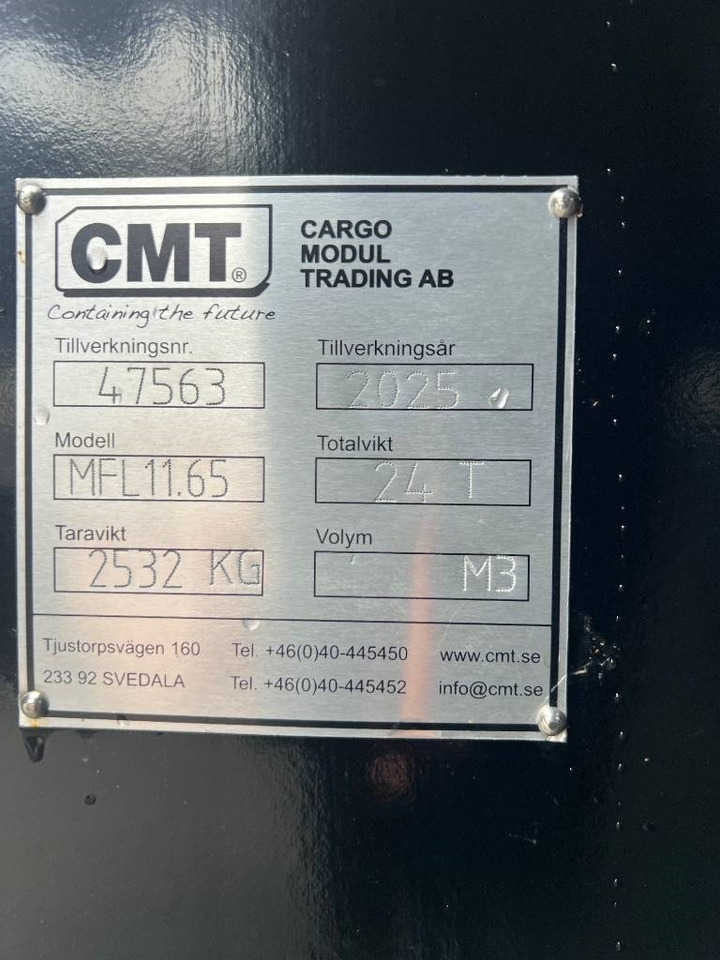 CMT®
CARGO
MODUL
TRADING AB
Containing the future
Tillverkningsnr.
47563
Tillverkningsår
2025
Modell
MFL11.65
Totalvikt
24 T
Taravikt
2532 KG
Volym
M3
Tjustorpsvägen 160 Tel. +46(0)40-445450 www.cmt.se
233 92 SVEDALA Tel. +46(0)40-445452 info@cmt.se